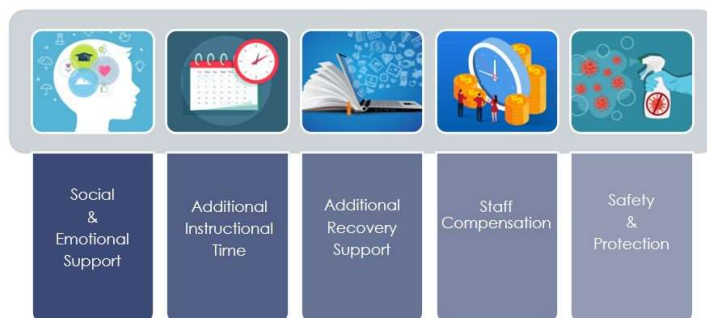 Social
&
Emotional
Support
Additional
Instructional
Time
Additional
Recovery
Support
Staff
Compensation
Safety
&
Protection